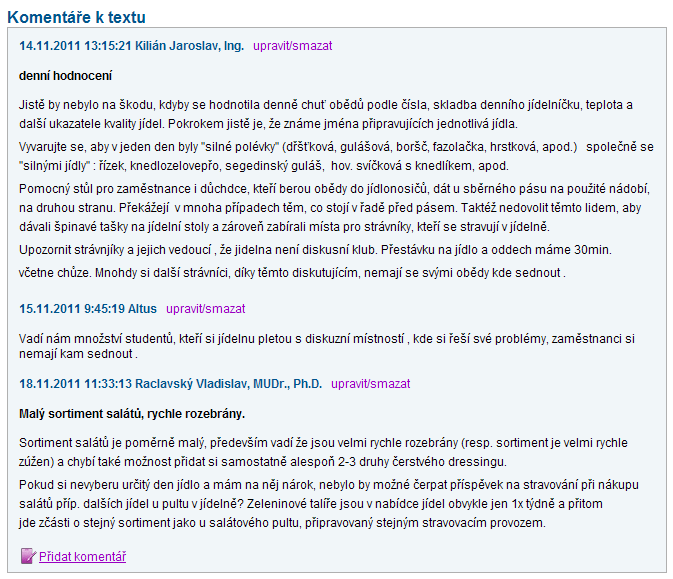 Komentáře k textu
14.11.2011 13:15:21 Kilián Jaroslav, Ing. upravit/smazat
denní hodnocení
Jistě by nebylo na škodu, kdyby se hodnotila denně chuť obědů podle čísla, skladba denního jídelníčku, teplota a
další ukazatele kvality jídel. Pokrokem jistě je, že známe jména připravujících jednotlivá jídla.
Vyvarujte se, aby v jeden den byly "silné polévky" (dřšťková, gulášová, boršč, fazolačka, hrstková, apod.) společně se
"silnými jídly" : řízek, knedlozelovepřo, segedinský guláš, hov. svíčková s knedlíkem, apod.
Pomocný stůl pro zaměstnance i důchdce, kteří berou obědy do jídlonosičů, dát u sběrného pásu na použité nádobí,
na druhou stranu. Překážejí v mnoha případech těm, co stojí v řadě před pásem. Taktéž nedovolit těmto lidem, aby
dávali špinavé tašky na jídelní stoly a zároveň zabírali místa pro strávníky, kteří se stravují v jídelně.
Upozornit strávnjíky a jejich vedoucí , že jidelna není diskusní klub. Přestávku na jídlo a oddech máme 30min.
včetne chůze. Mnohdy si další strávníci, díky těmto diskutujícím, nemají se svými obědy kde sednout .
15.11.2011 9:45:19 Altus upravit/smazat
Vadí nám množství studentů, kteří si jídelnu pletou s diskuzní místností , kde si řeší své problémy, zaměstnanci si
nemají kam sednout .
18.11.2011 11:33:13 Raclavský Vladislav, MUDr., Ph.D. upravit/smazat
Malý sortiment salátů, rychle rozebrány.
Sortiment salátů je poměrně malý, především vadí že jsou velmi rychle rozebrány (resp. sortiment je velmi rychle
zúžen) a chybí také možnost přidat si samostatně alespoň 2-3 druhy čerstvého dressingu.
Pokud si nevyberu určitý den jídlo a mám na něj nárok, nebylo by možné čerpat příspěvek na stravování při nákupu
salátů příp. dalších jídel u pultu v jídelně? Zeleninové talíře jsou v nabídce jídel obvykle jen 1x týdně a přitom
jde zčásti o stejný sortiment jako u salátového pultu, připravovaný stejným stravovacím provozem.
Přidat komentář